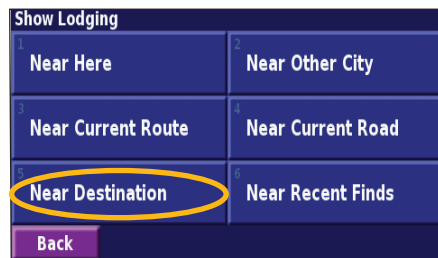 Show Lodging
1 Near Here
2 Near Other City
3 Near Current Route
4 Near Current Road
5 Near Destination
6 Near Recent Finds
Back